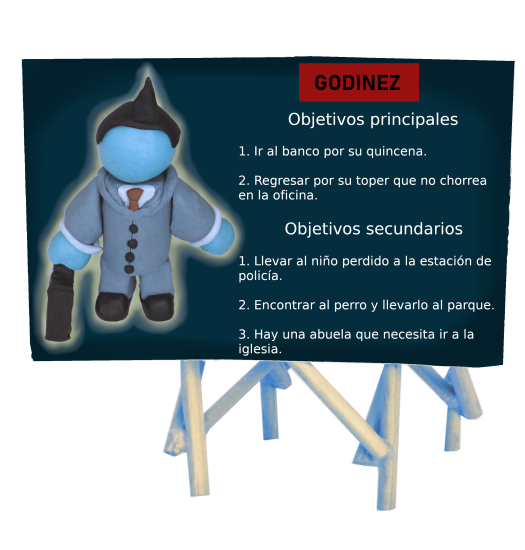 GODINEZ
Objetivos principales
1. Ir al banco por su quincena.
2. Regresar por su toper que no chorrea
en la oficina.
Objetivos secundarios
1. Llevar al niño perdido a la estación de
policía.
2. Encontrar al perro y llevarlo al parque.
3. Hay una abuela que necesita ir a la
iglesia.